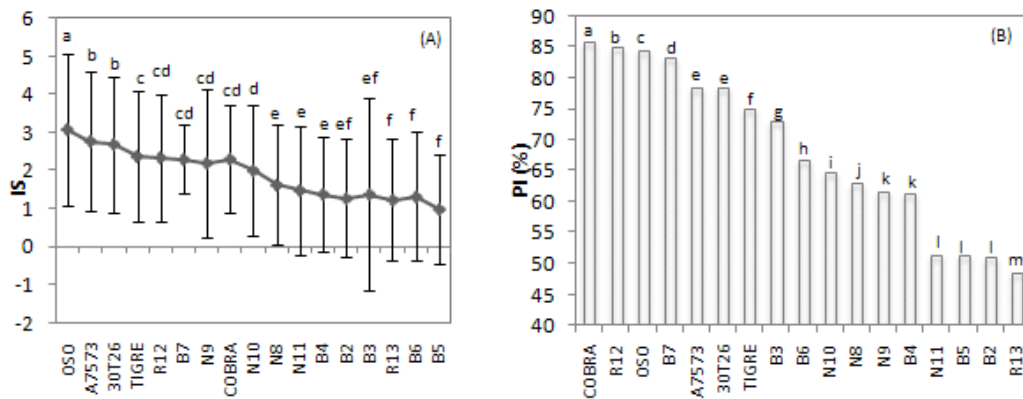 6
5
4
3
2
1
0
-1
-2
IS
(A)
a
b
b
c
cd
cd
cd
cd
d
e
e
e
ef
ef
f
f
f
OSO
A7573
30T26
TIGRE
R12
B7
N9
COBRA
N10
N8
N11
B4
B2
B3
R13
B6
B5
90
85
80
75
70
65
60
55
50
45
40
PI (%)
(B)
a
b
c
d
e
e
f
g
h
i
j
k
k
l
l
l
m
COBRA
R12
OSO
B7
A7573
30T26
TIGRE
B3
B6
N10
N8
N9
B4
N11
B5
B2
R13